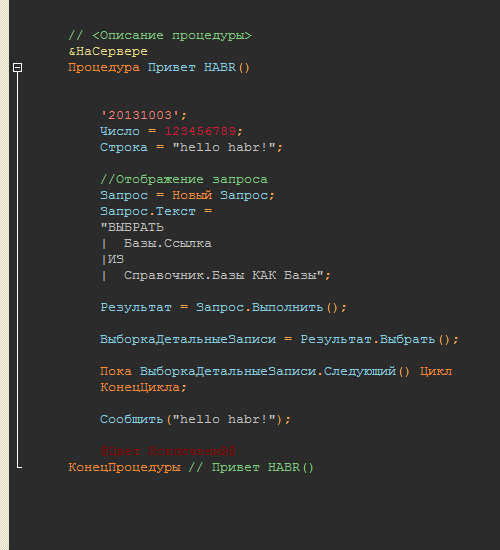 // <Описание процедуры>
&НаСервере
Процедура Привет HABR()
'20131003';
Число = 123456789;
Строка = "hello habr!";
//Отображение запроса
Запрос = Новый Запрос;
Запрос.Текст =
"ВЫБРАТЬ
|  Базы.Ссылка
|ИЗ
|  Справочник.Базы КАК Базы";
Результат = Запрос.Выполнить();
ВыборкаДетальныеЗаписи = Результат.Выбрать();
Пока ВыборкаДетальныеЗаписи.Следующий() Цикл
КонецЦикла;
Сообщить("hello habr!");
КонецПроцедуры // Привет HABR()